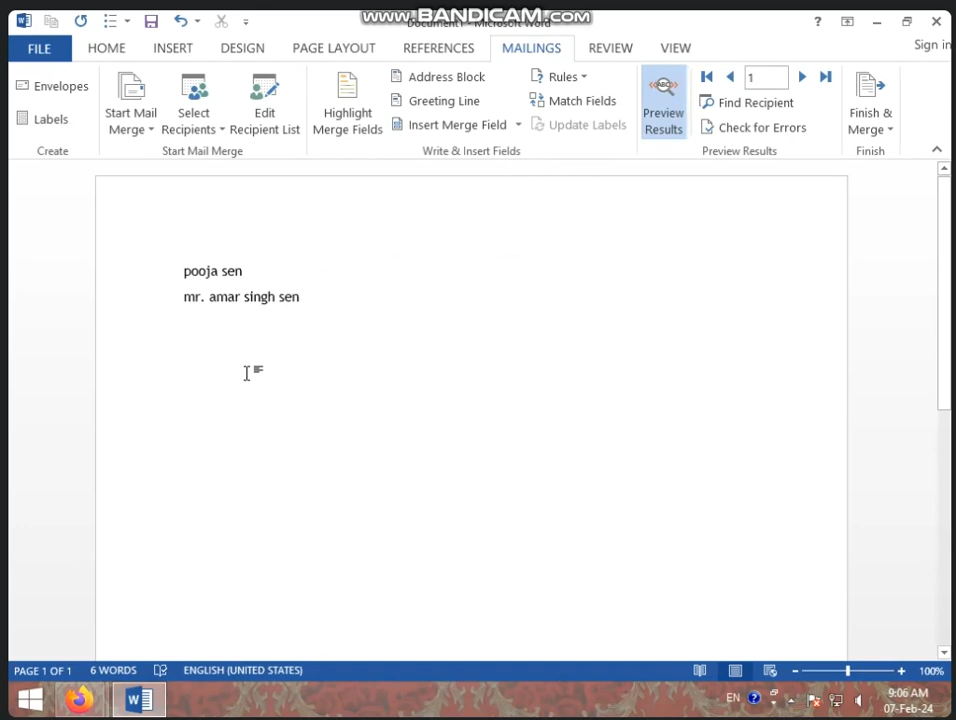 www.BANDICAM.com
Document1 - Microsoft Word
?
FILE
HOME
INSERT
DESIGN
PAGE LAYOUT
REFERENCES
MAILINGS
REVIEW
VIEW
Sign in
Envelopes
Labels
Create
Start Mail
Merge
Select
Recipients
Edit
Recipient List
Start Mail Merge
Highlight
Merge Fields
Address Block
Greeting Line
Insert Merge Field
Rules
Match Fields
Update Labels
Write & Insert Fields
ABC
Preview
Results
1
Find Recipient
Check for Errors
Preview Results
Finish &
Merge
Finish
pooja sen
mr. amar singh sen
PAGE 1 OF 1
6 WORDS
ENGLISH (UNITED STATES)
100%
EN
9:06 AM
07-Feb-24